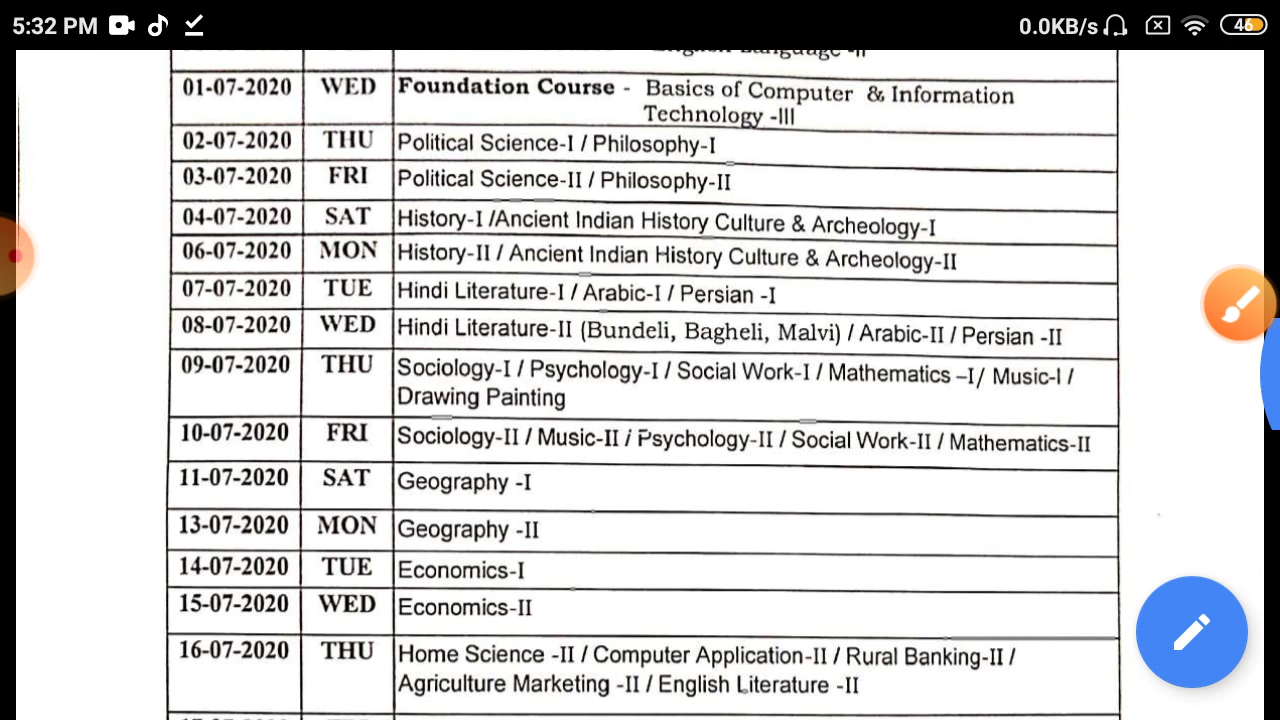 5:32 PM 0.0KB/s 46
English Language -II
01-07-2020 WED Foundation Course - Basics of Computer & Information
Technology -III
02-07-2020 THU Political Science-I / Philosophy-I
03-07-2020 FRI Political Science-II / Philosophy-II
04-07-2020 SAT History-I /Ancient Indian History Culture & Archeology-I
06-07-2020 MON History-II / Ancient Indian History Culture & Archeology-II
07-07-2020 TUE Hindi Literature-I / Arabic-I / Persian -I
08-07-2020 WED Hindi Literature-II (Bundeli, Bagheli, Malvi) / Arabic-II / Persian -II
09-07-2020 THU Sociology-I / Psychology-I / Social Work-I / Mathematics –I/ Music-I /
Drawing Painting
10-07-2020 FRI Sociology-II / Music-II / Psychology-II / Social Work-II / Mathematics-II
11-07-2020 SAT Geography -I
13-07-2020 MON Geography -II
14-07-2020 TUE Economics-I
15-07-2020 WED Economics-II
16-07-2020 THU Home Science -II / Computer Application-II / Rural Banking-II /
Agriculture Marketing -II / English Literature -II